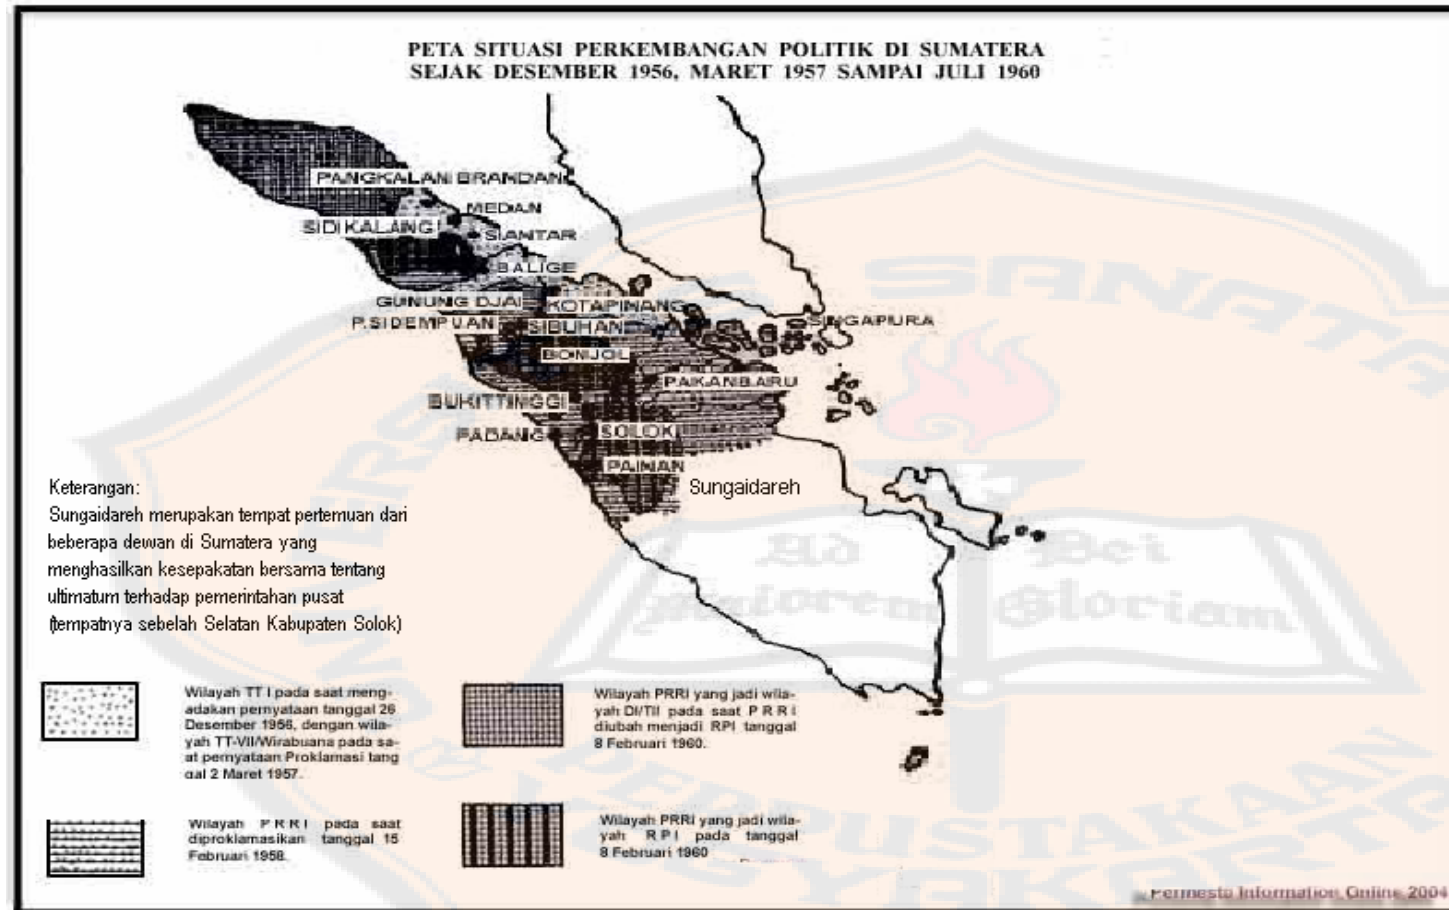 PETA SITUASI PERKEMBANGAN POLITIK DI SUMATERA
SEJAK DESEMBER 1956, MARET 1957 SAMPAI JULI 1960
PANGKALAN BRANDAN
MEDAN
SIDIKALANG
SIANTAR
BALIGE
GUNUNG DJAI
KOTAPINANG
P.SIDEMPUAN
SIBUHAN
SINGAPURA
BONJOL
PAKANBARU
BUKITTINGGI
PADANG
SOLOK
PAINAN
Sungaidareh
Keterangan:
Sungaidareh merupakan tempat pertemuan dari
beberapa dewan di Sumatera yang
menghasilkan kesepakatan bersama tentang
ultimatum terhadap pemerintahan pusat
(tempatnya sebelah Selatan Kabupaten Solok)
Wilayah TT I pada saat meng-
adakan pernyataan tanggal 26
Desember 1956, dengan wila-
yah TT-VII/Wirabuana pada sa-
at pernyataan Proklamasi tang
gal 2 Maret 1957.
Wilayah PRRI pada saat
diproklamasikan tanggal 15
Februari 1958.
Wilayah PRRI yang jadi wila-
yah DI/TII pada saat PRRI
diubah menjadi RPI tanggal
8 Februari 1960.
Wilayah PRRI yang jadi wila-
yah RPI pada tanggal
8 Februari 1960
Permesta Information Online 2004
SANATA
Ad Dei
Maiorem Gloriam
PERPUSTAKAAN